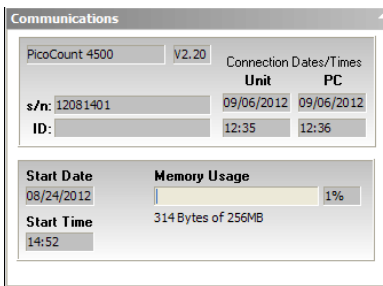 Communications
PicoCount 4500 V2.20
Connection Dates/Times
Unit PC
s/n: 12081401 09/06/2012 09/06/2012
ID: 12:35 12:36
Start Date Memory Usage
08/24/2012 1%
Start Time 314 Bytes of 256MB
14:52